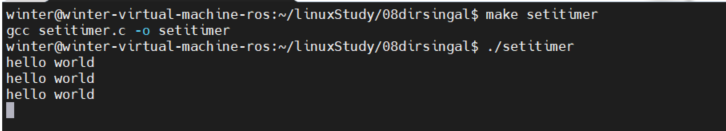 winter@winter-virtual-machine-ros:~/linuxStudy/08dirsingal$ make setitimer
gcc setitimer.c -o setitimer
winter@winter-virtual-machine-ros:~/linuxStudy/08dirsingal$ ./setitimer
hello world
hello world
hello world